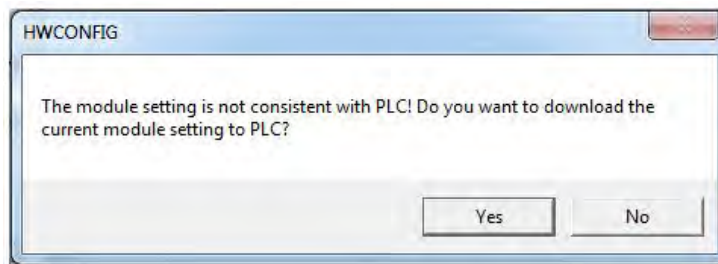 HWCONFIG
The module setting is not consistent with PLC! Do you want to download the
current module setting to PLC?
Yes
No